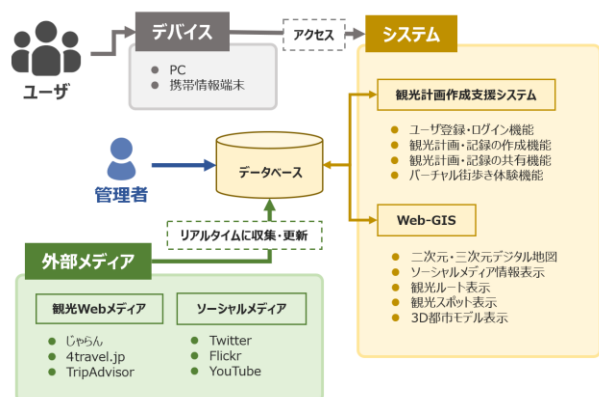 ユーザ
デバイス
● PC
● 携帯情報端末
アクセス
システム
観光計画作成支援システム
● ユーザ登録・ログイン機能
● 観光計画・記録の作成機能
● 観光計画・記録の共有機能
● バーチャル街歩き体験機能
Web-GIS
● 二次元・三次元デジタル地図
● ソーシャルメディア情報表示
● 観光ルート表示
● 観光スポット表示
● 3D都市モデル表示
管理者
データベース
リアルタイムに収集・更新
外部メディア
観光Webメディア
● じゃらん
● 4travel.jp
● TripAdvisor
ソーシャルメディア
● Twitter
● Flickr
● YouTube